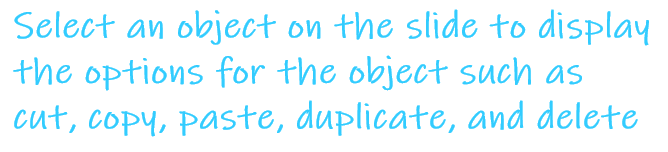 Select an object on the slide to display
the options for the object such as
cut, copy, paste, duplicate, and delete